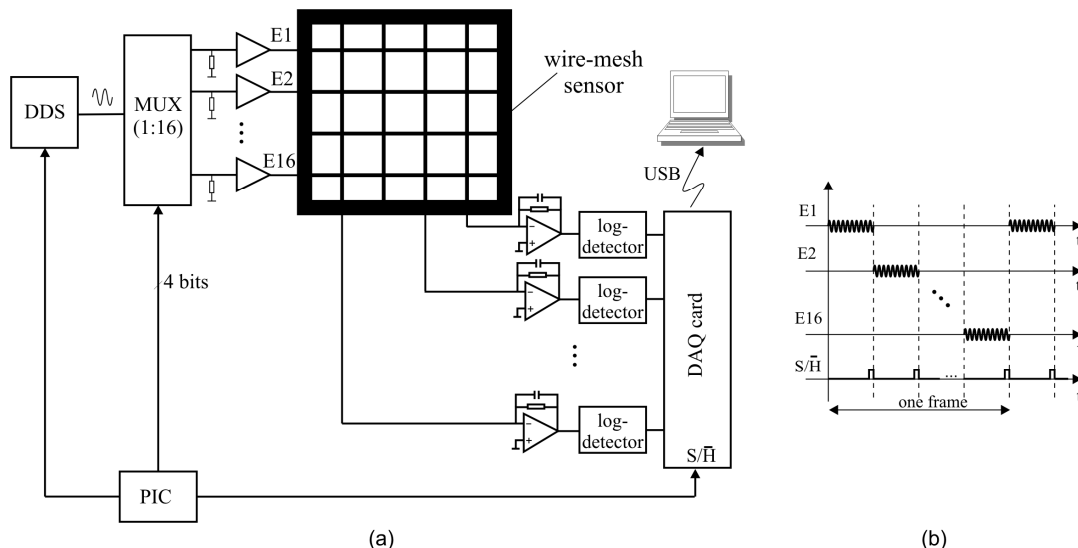 DDS
MUX
(1:16)
E1
E2
E16
wire-mesh
sensor
USB
log-
detector
log-
detector
log-
detector
DAQ card
S/H̅
4 bits
PIC
(a)
E1
t
E2
t
E16
S/H̅
...
t
one frame
(b)